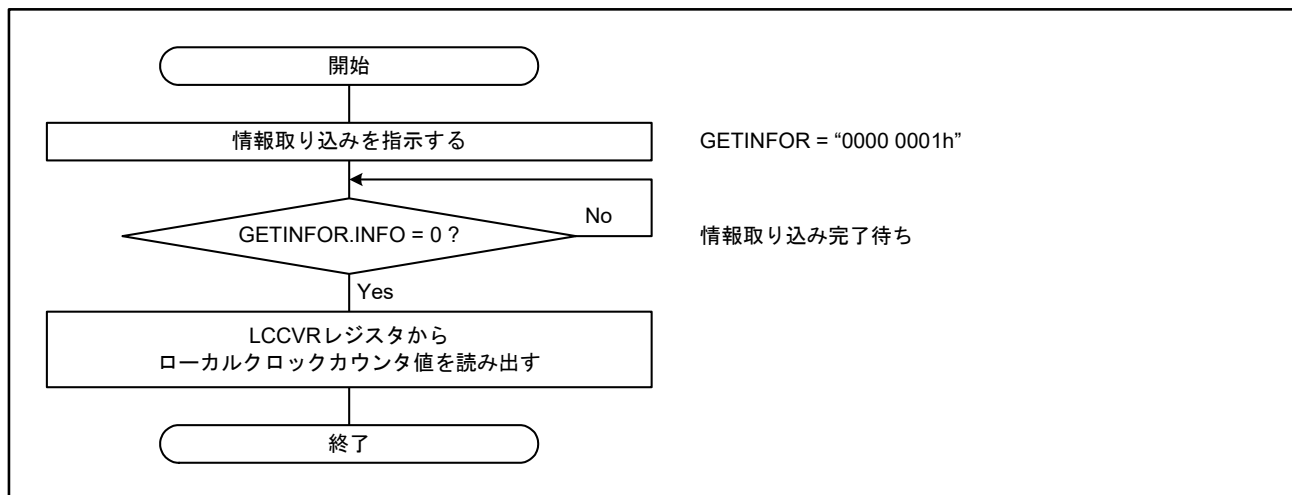 開始
情報取り込みを指示する
GETINFOR = “0000 0001h”
GETINFOR.INFO = 0 ?
No
情報取り込み完了待ち
Yes
LCCVRレジスタから
ローカルクロックカウンタ値を読み出す
終了